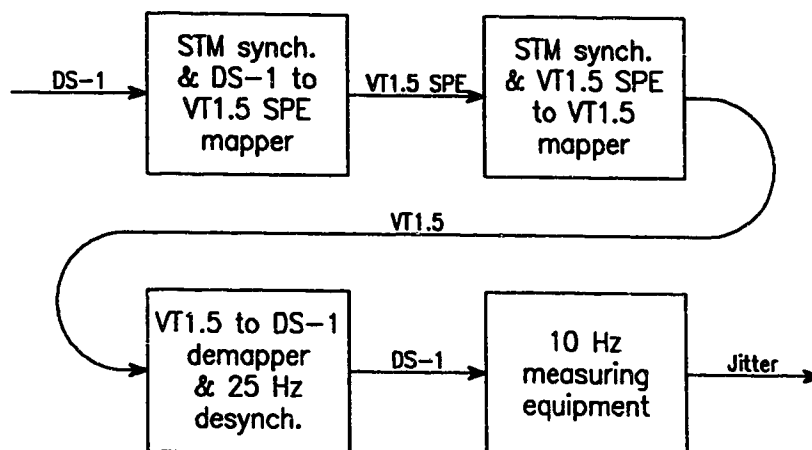 DS-1
STM synch.
& DS-1 to
VT1.5 SPE
mapper
VT1.5 SPE
STM synch.
& VT1.5 SPE
to VT1.5
mapper
VT1.5
VT1.5 to DS-1
demapper
& 25 Hz
desynch.
DS-1
10 Hz
measuring
equipment
Jitter